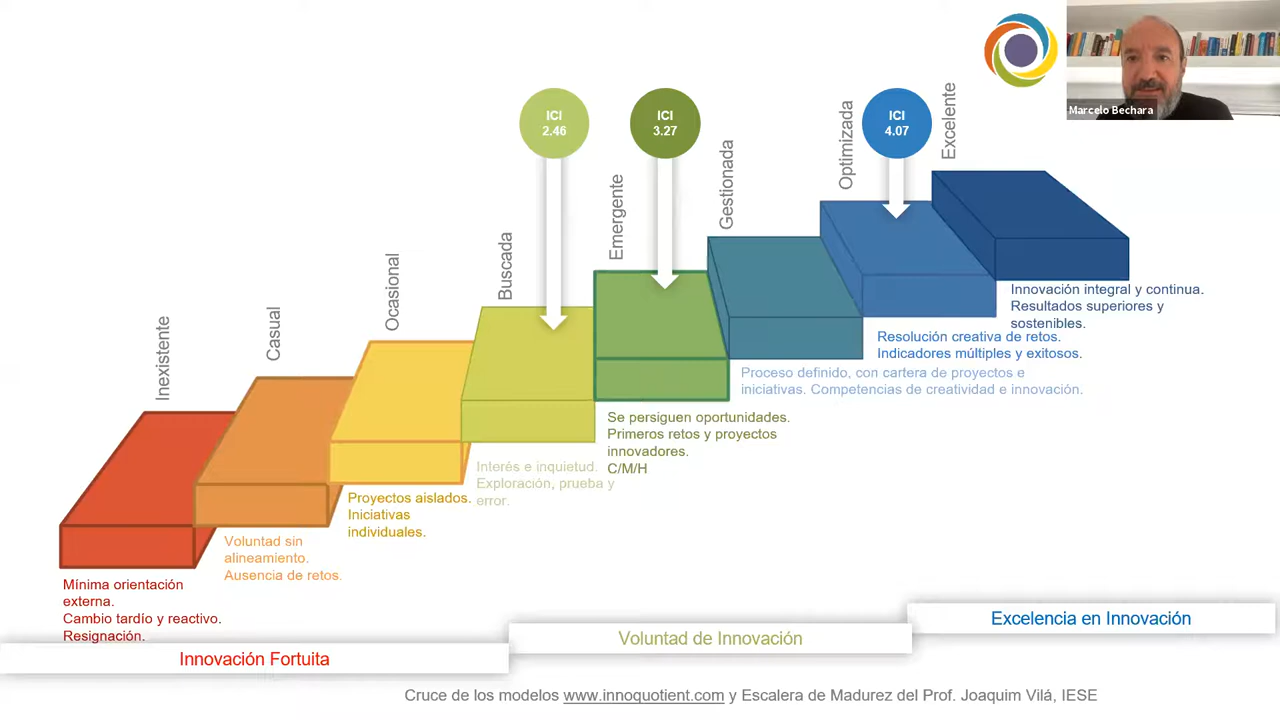 Marcelo Bechara
ICI
2.46
ICI
3.27
ICI
4.07
Inexistente
Casual
Ocasional
Buscada
Emergente
Gestionada
Optimizada
Excelente
Mínima orientación
externa.
Cambio tardío y reactivo.
Resignación.
Voluntad sin
alineamiento.
Ausencia de retos.
Proyectos aislados.
Iniciativas
individuales.
Interés e inquietud.
Exploración, prueba y
error.
Se persiguen oportunidades.
Primeros retos y proyectos
innovadores.
C/M/H
Proceso definido, con cartera de proyectos e
iniciativas. Competencias de creatividad e innovación.
Resolución creativa de retos.
Indicadores múltiples y exitosos.
Innovación integral y continua.
Resultados superiores y
sostenibles.
Innovación Fortuita
Voluntad de Innovación
Excelencia en Innovación
Cruce de los modelos www.innoquotient.com y Escalera de Madurez del Prof. Joaquim Vilá, IESE